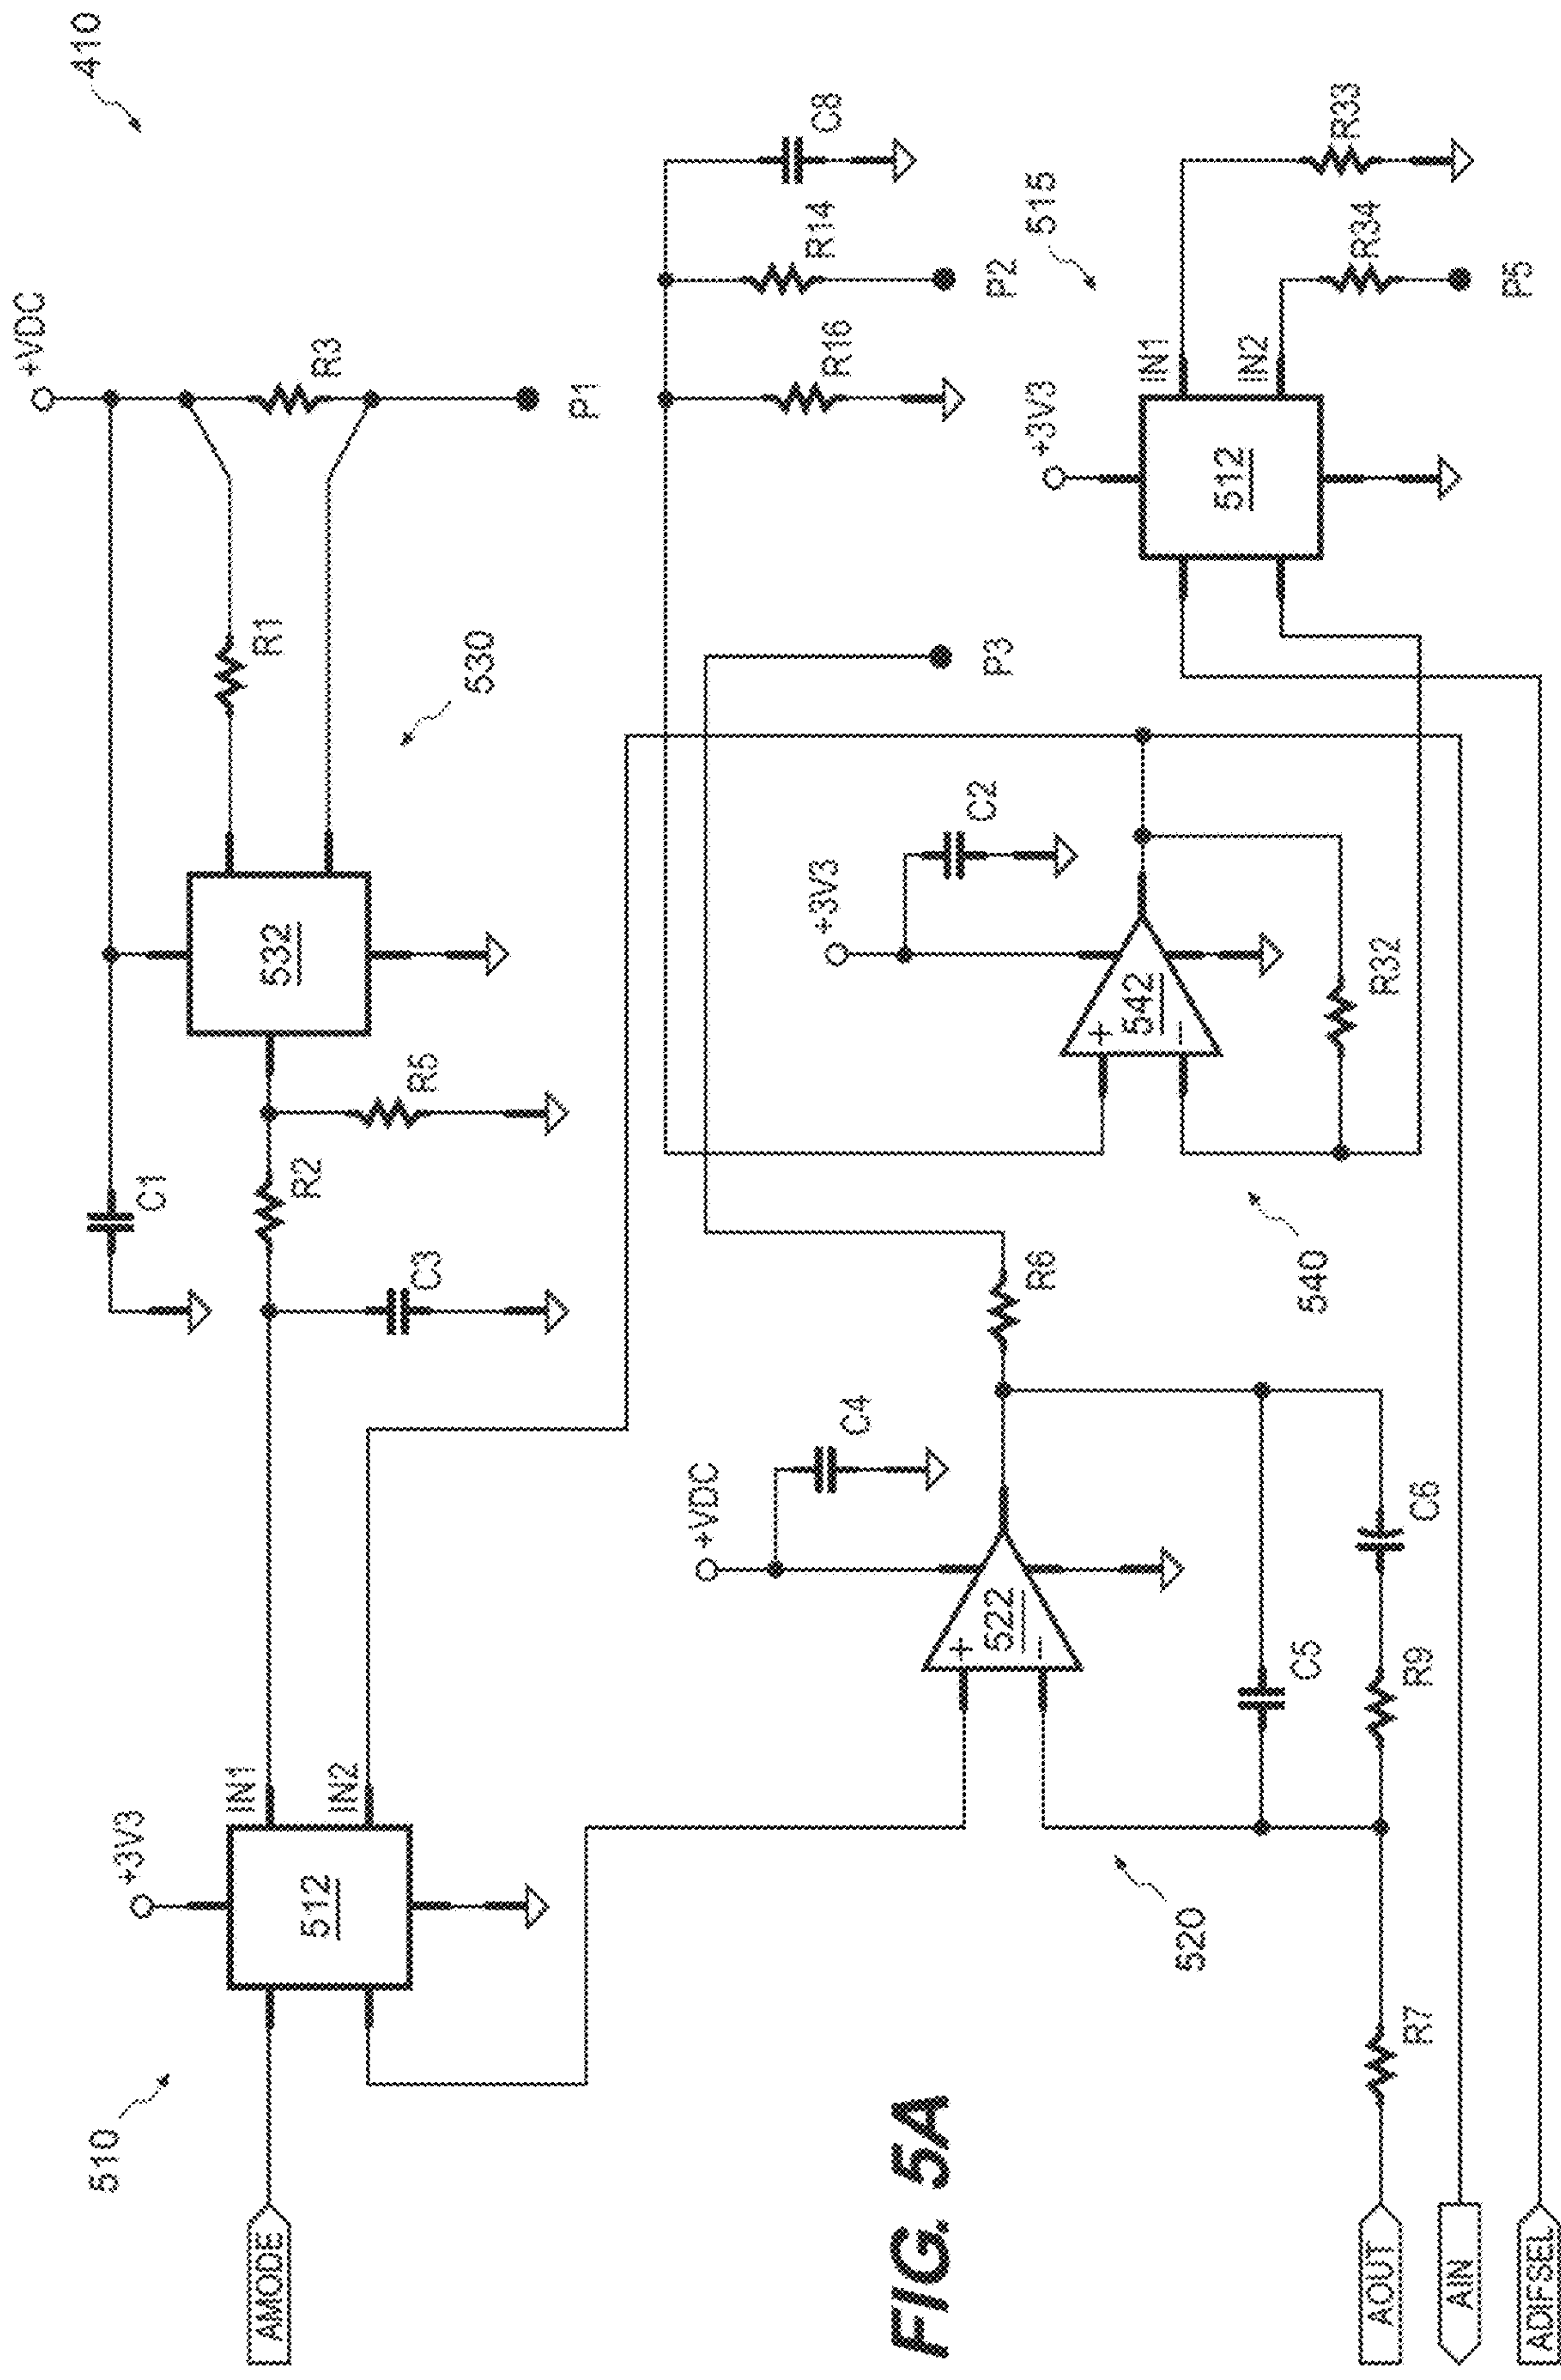 410
+VDC
R3
P1
R1
530
532
C1
R2
R5
C3
+3V3
IN1
IN2
512
510
AMODE
C8
R14
P2
R16
P3
515
+3V3
IN1
IN2
512
R33
R34
P5
+3V3
C2
542
+
−
R32
540
R6
+VDC
C4
522
+
−
C5
C6
R9
520
R7
AOUT
AIN
ADIFSEL
FIG. 5A